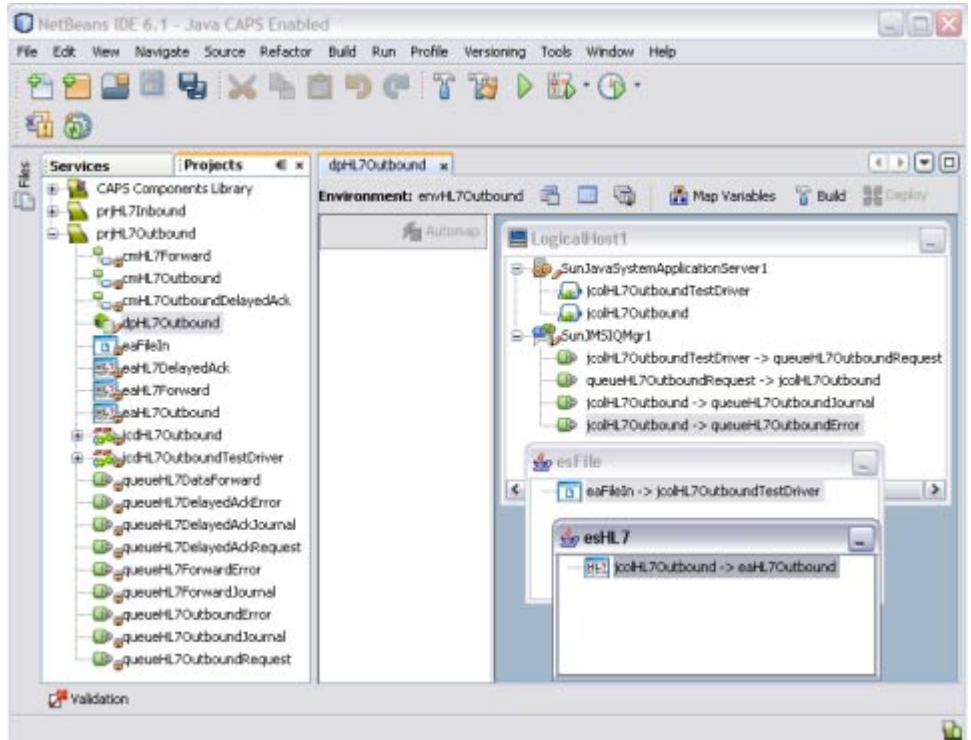 NetBeans IDE 6.1 - Java CAPS Enabled
File Edit View Navigate Source Refactor Build Run Profile Versioning Tools Window Help
Files
Services Projects
dpHL7Outbound
CAPS Components Library
prjHL7Inbound
prjHL7Outbound
cmHL7Forward
cmHL7Outbound
cmHL7OutboundDelayedAck
dpHL7Outbound
eaFileIn
eaHL7DelayedAck
eaHL7Forward
eaHL7Outbound
jcdHL7Outbound
jcdHL7OutboundTestDriver
queueHL7DataForward
queueHL7DelayedAckError
queueHL7DelayedAckJournal
queueHL7DelayedAckRequest
queueHL7ForwardError
queueHL7ForwardJournal
queueHL7OutboundError
queueHL7OutboundJournal
queueHL7OutboundRequest
Environment: envHL7Outbound Map Variables Build Deploy
Automap
LogicalHost1
SunJavaSystemApplicationServer1
jcolHL7OutboundTestDriver
jcolHL7Outbound
SunJMSIQMgr1
jcolHL7OutboundTestDriver -> queueHL7OutboundRequest
queueHL7OutboundRequest -> jcolHL7Outbound
jcolHL7Outbound -> queueHL7OutboundJournal
jcolHL7Outbound -> queueHL7OutboundError
esFile
eaFileIn -> jcolHL7OutboundTestDriver
esHL7
jcolHL7Outbound -> eaHL7Outbound
Validation